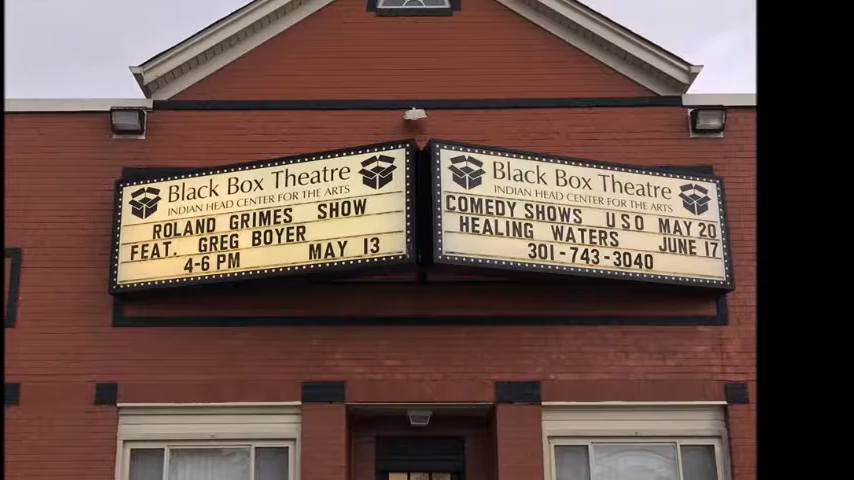 Black Box Theatre
INDIAN HEAD CENTER FOR THE ARTS
ROLAND GRIMES SHOW
FEAT. GREG BOYER
4-6 PM MAY 13
Black Box Theatre
INDIAN HEAD CENTER FOR THE ARTS
COMEDY SHOWS USO MAY 20
HEALING WATERS JUNE 17
301-743-3040